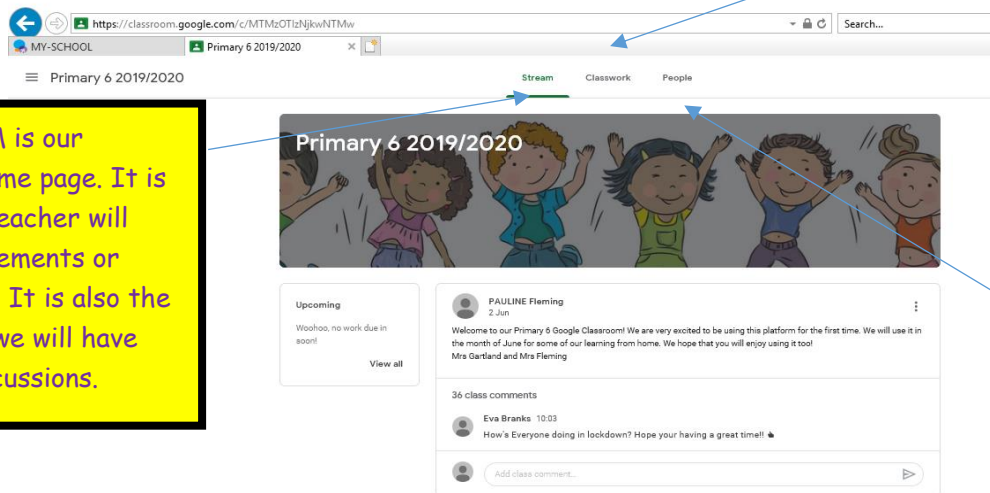 https://classroom.google.com/c/MTMzOTIzNjkwNTMw
Search...
MY-SCHOOL
Primary 6 2019/2020
Primary 6 2019/2020
Stream Classwork People
is our
me page. It is
eacher will
ements or
It is also the
we will have
cussions.
Primary 6 2019/2020
Upcoming
Woohoo, no work due in
soon!
View all
PAULINE Fleming
2 Jun
Welcome to our Primary 6 Google Classroom! We are very excited to be using this platform for the first time. We will use it in
the month of June for some of our learning from home. We hope that you will enjoy using it too!
Mrs Gartland and Mrs Fleming
36 class comments
Eva Branks 10:03
How's Everyone doing in lockdown? Hope your having a great time!!
Add class comment...